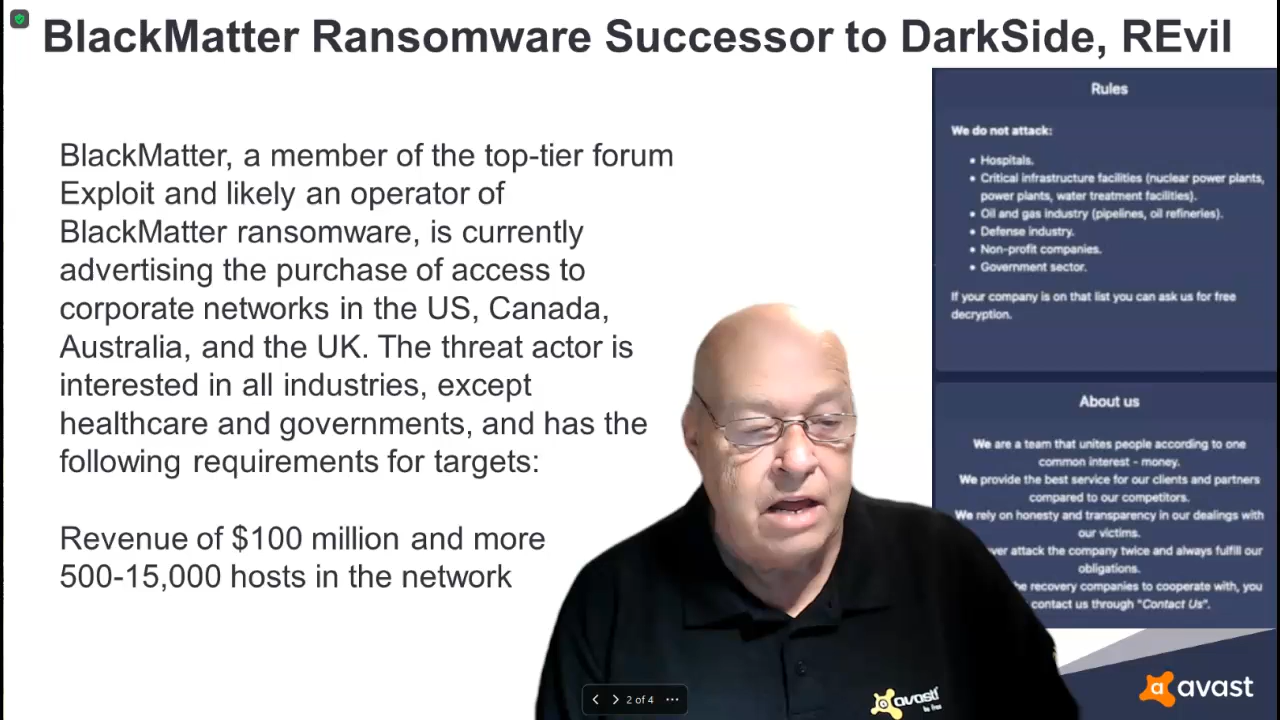 BlackMatter Ransomware Successor to DarkSide, REvil
BlackMatter, a member of the top-tier forum
Exploit and likely an operator of
BlackMatter ransomware, is currently
advertising the purchase of access to
corporate networks in the US, Canada,
Australia, and the UK. The threat actor is
interested in all industries, except
healthcare and governments, and has the
following requirements for targets:
Revenue of $100 million and more
500-15,000 hosts in the network
Rules
We do not attack:
• Hospitals.
• Critical infrastructure facilities (nuclear power plants,
power plants, water treatment facilities).
• Oil and gas industry (pipelines, oil refineries).
• Defense industry.
• Non-profit companies.
• Government sector.
If your company is on that list you can ask us for free
decryption.
About us
We are a team that unites people according to one
common interest - money.
We provide the best service for our clients and partners
compared to our competitors.
We rely on honesty and transparency in our dealings with
our victims.
attack the company twice and always fulfill our
obligations.
recovery companies to cooperate with, you
contact us through "Contact Us".
avast
avast
2 of 4